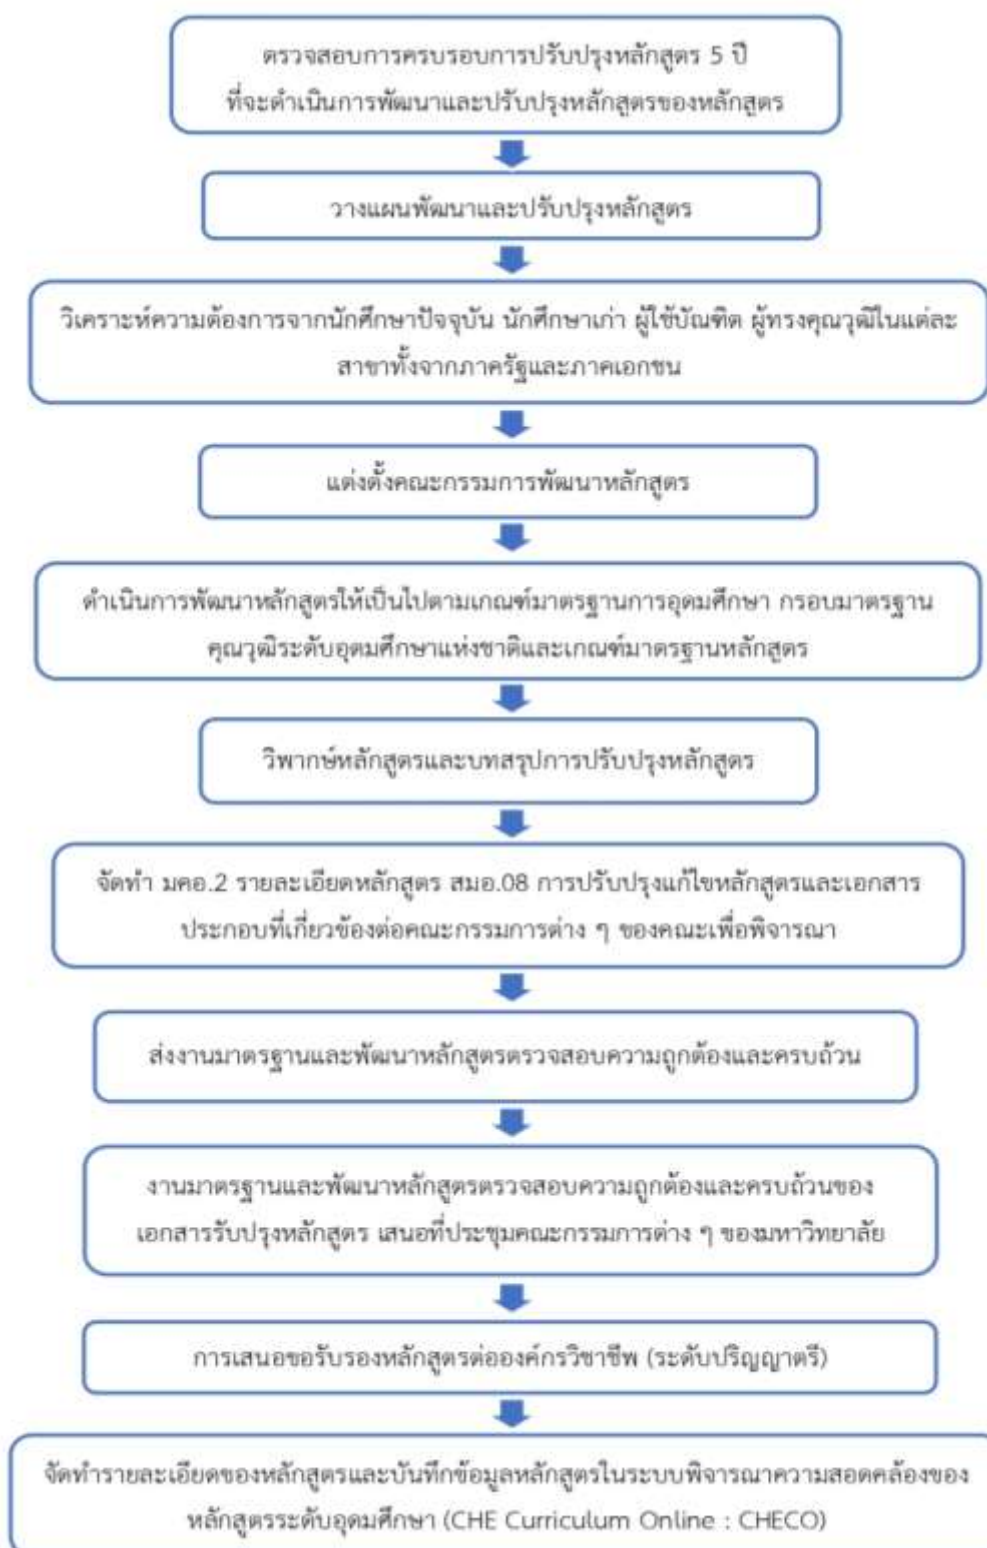 ตรวจสอบการครบรอบการปรับปรุงหลักสูตร 5 ปี
ที่จะดำเนินการพัฒนาและปรับปรุงหลักสูตรของหลักสูตร
วางแผนพัฒนาและปรับปรุงหลักสูตร
วิเคราะห์ความต้องการจากนักศึกษาปัจจุบัน นักศึกษาเก่า ผู้ใช้บัณฑิต ผู้ทรงคุณวุฒิในแต่ละ
สาขาทั้งจากภาครัฐและภาคเอกชน
แต่งตั้งคณะกรรมการพัฒนาหลักสูตร
ดำเนินการพัฒนาหลักสูตรให้เป็นไปตามเกณฑ์มาตรฐานการอุดมศึกษา กรอบมาตรฐาน
คุณวุฒิระดับอุดมศึกษาแห่งชาติและเกณฑ์มาตรฐานหลักสูตร
วิพากษ์หลักสูตรและบทสรุปการปรับปรุงหลักสูตร
จัดทำ มคอ.2 รายละเอียดหลักสูตร สมอ.08 การปรับปรุงแก้ไขหลักสูตรและเอกสาร
ประกอบที่เกี่ยวข้องต่อคณะกรรมการต่าง ๆ ของคณะเพื่อพิจารณา
ส่งงานมาตรฐานและพัฒนาหลักสูตรตรวจสอบความถูกต้องและครบถ้วน
งานมาตรฐานและพัฒนาหลักสูตรตรวจสอบความถูกต้องและครบถ้วนของ
เอกสารรับปรุงหลักสูตร เสนอที่ประชุมคณะกรรมการต่าง ๆ ของมหาวิทยาลัย
การเสนอขอรับรองหลักสูตรต่อองค์กรวิชาชีพ (ระดับปริญญาตรี)
จัดทำรายละเอียดของหลักสูตรและบันทึกข้อมูลหลักสูตรในระบบพิจารณาความสอดคล้องของ
หลักสูตรระดับอุดมศึกษา (CHE Curriculum Online : CHECO)